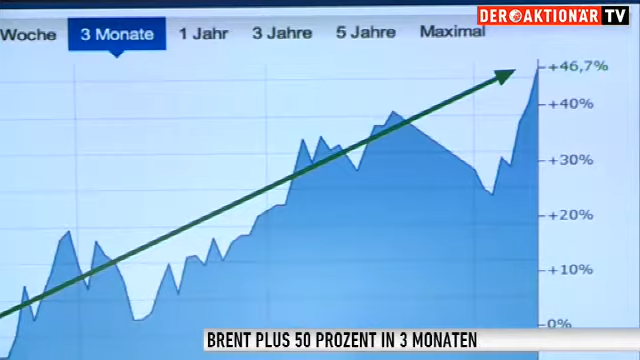 DER AKTIONÄR TV
Woche 3 Monate 1 Jahr 3 Jahre 5 Jahre Maximal
+46,7%
+40%
+30%
+20%
+10%
0%
BRENT PLUS 50 PROZENT IN 3 MONATEN